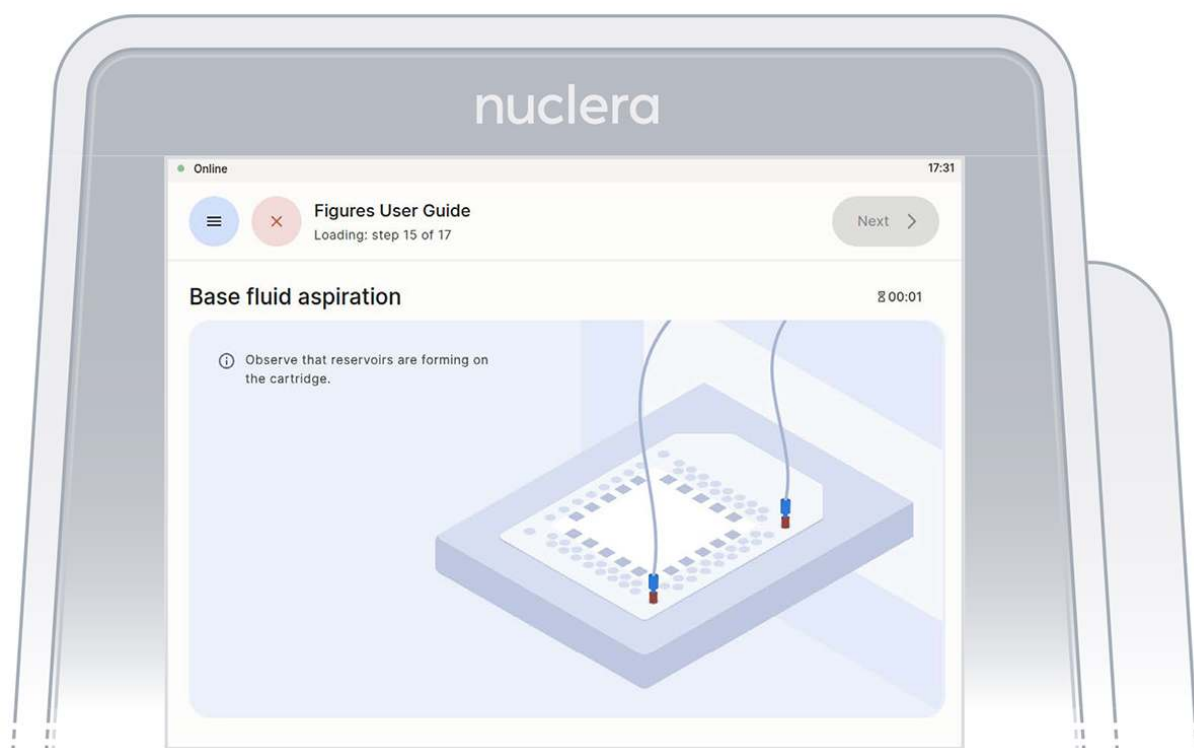 nuclera
Online
17:31
Figures User Guide
Loading: step 15 of 17
Next
Base fluid aspiration
00:01
Observe that reservoirs are forming on
the cartridge.